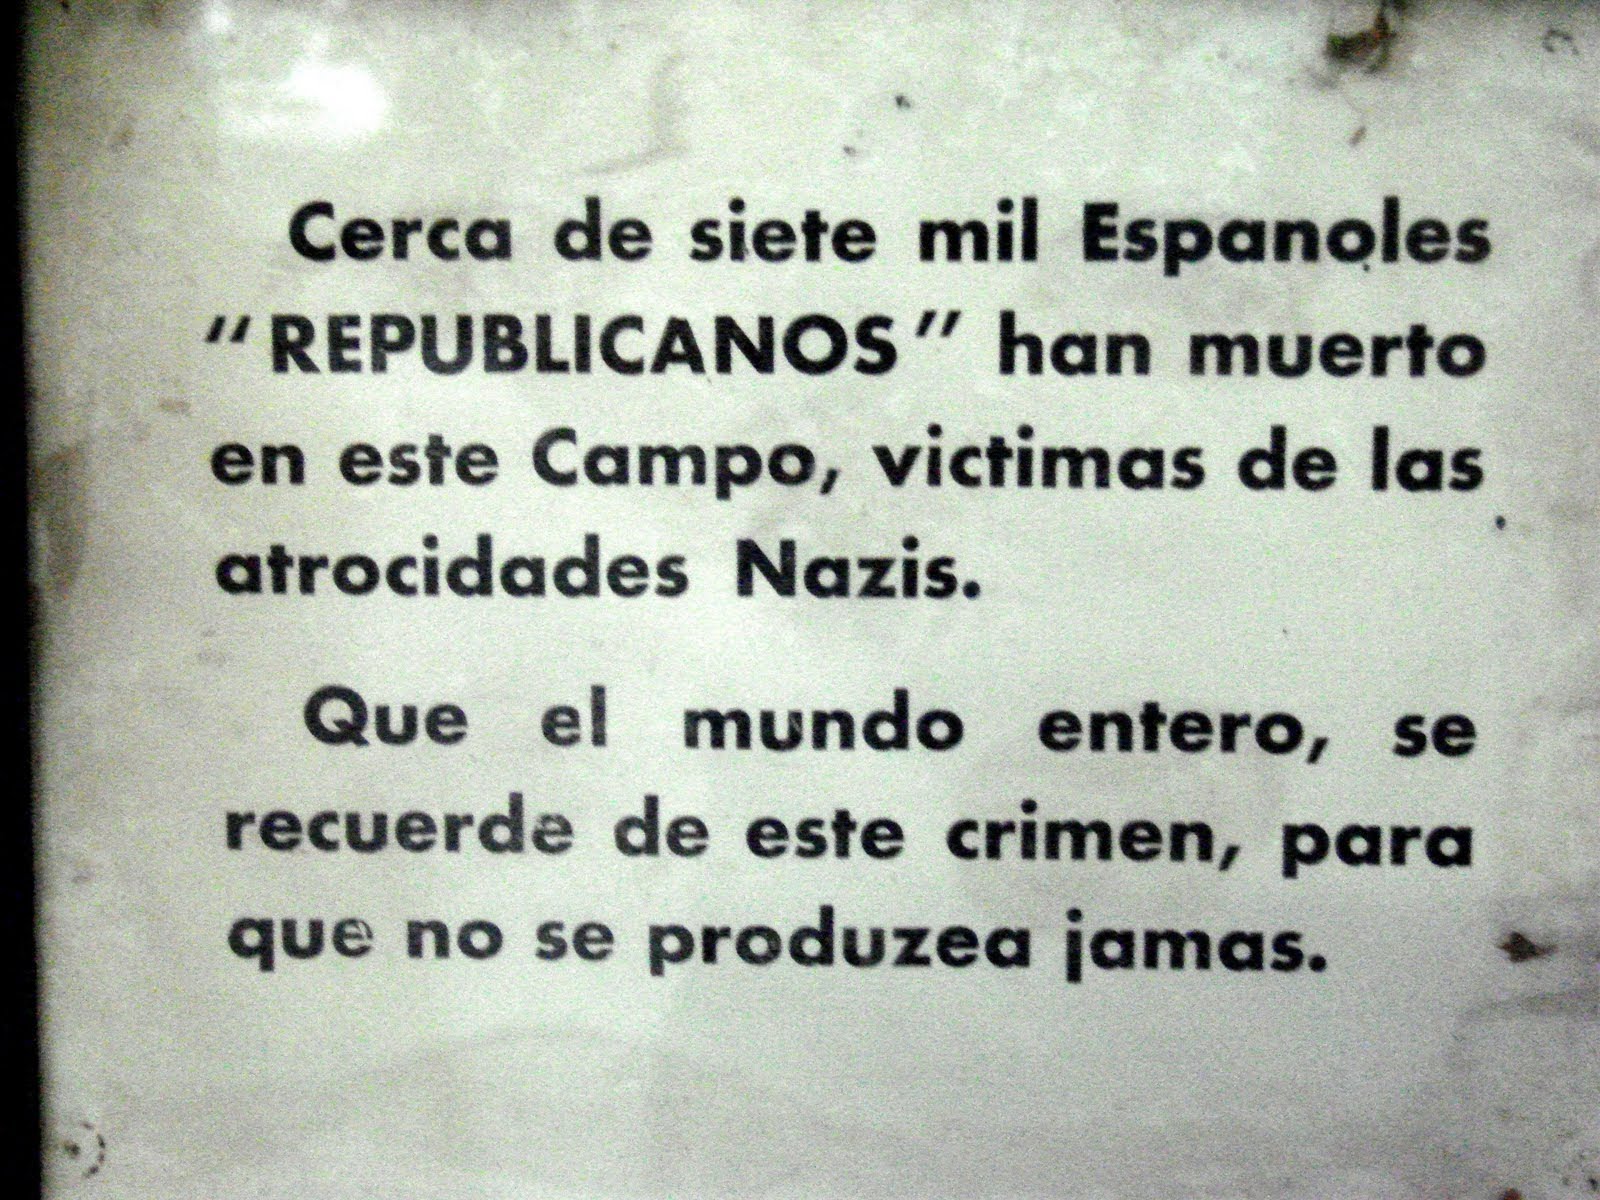 Cerca de siete mil Espanoles
"REPUBLICANOS" han muerto
en este Campo, victimas de las
atrocidades Nazis.
Que el mundo entero, se
recuerde de este crimen, para
que no se produzea jamas.